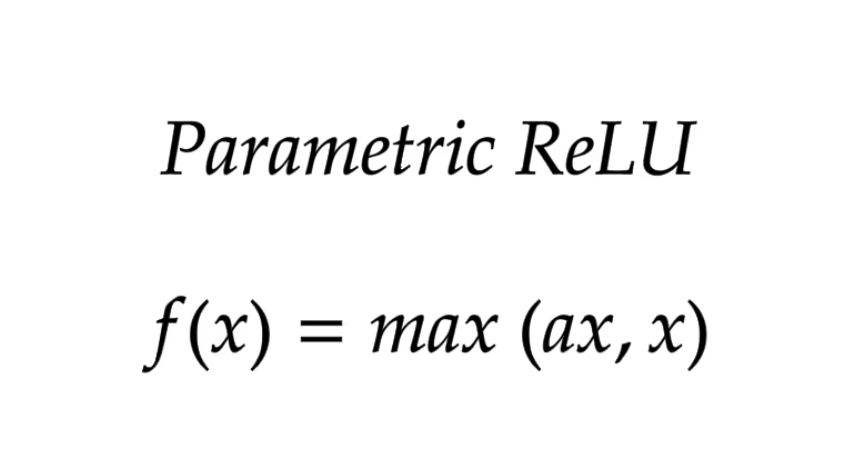 Parametric ReLU
f(x) = max (ax, x)